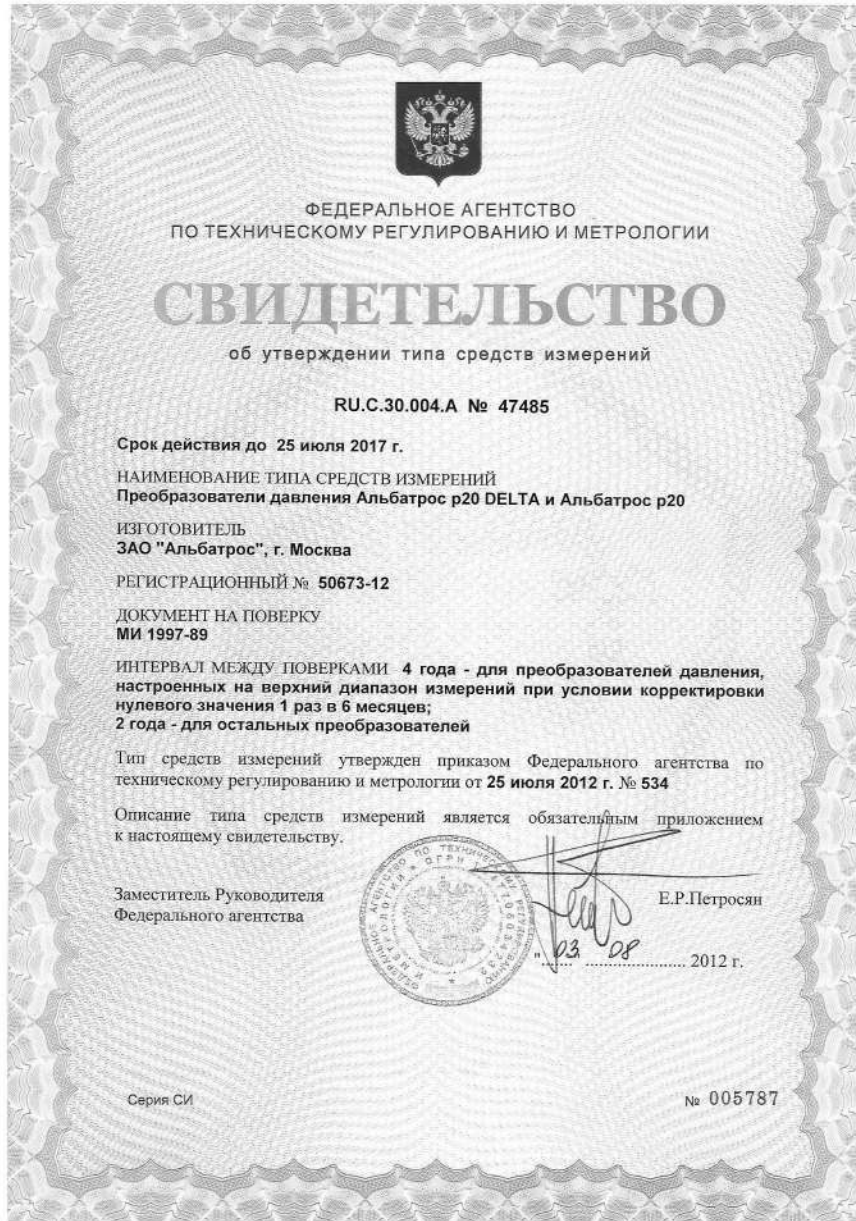 ФЕДЕРАЛЬНОЕ АГЕНТСТВО
ПО ТЕХНИЧЕСКОМУ РЕГУЛИРОВАНИЮ И МЕТРОЛОГИИ
СВИДЕТЕЛЬСТВО
об утверждении типа средств измерений
RU.C.30.004.A № 47485
Срок действия до 25 июля 2017 г.
НАИМЕНОВАНИЕ ТИПА СРЕДСТВ ИЗМЕРЕНИЙ
Преобразователи давления Альбатрос p20 DELTA и Альбатрос p20
ИЗГОТОВИТЕЛЬ
ЗАО "Альбатрос", г. Москва
РЕГИСТРАЦИОННЫЙ № 50673-12
ДОКУМЕНТ НА ПОВЕРКУ
МИ 1997-89
ИНТЕРВАЛ МЕЖДУ ПОВЕРКАМИ 4 года - для преобразователей давления,
настроенных на верхний диапазон измерений при условии корректировки
нулевого значения 1 раз в 6 месяцев;
2 года - для остальных преобразователей
Тип средств измерений утвержден приказом Федерального агентства по
техническому регулированию и метрологии от 25 июля 2012 г. № 534
Описание типа средств измерений является обязательным приложением
к настоящему свидетельству.
Заместитель Руководителя
Федерального агентства
Е.Р.Петросян
"03" 08 2012 г.
Серия СИ
№ 005787